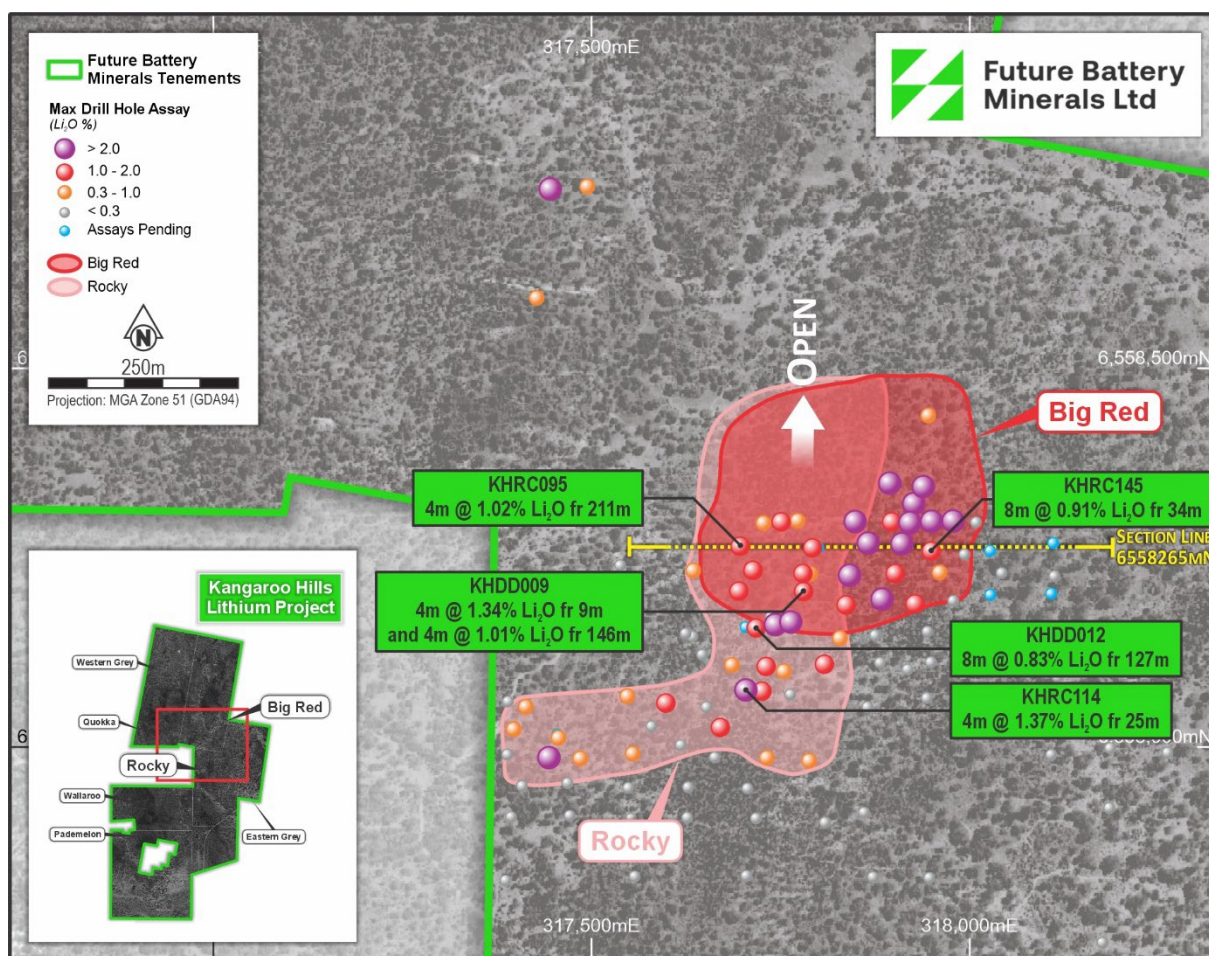 Future Battery
Minerals Tenements
Max Drill Hole Assay
(Li₂O %)
> 2.0
1.0 - 2.0
0.3 - 1.0
< 0.3
Assays Pending
Big Red
Rocky
N
250m
Projection: MGA Zone 51 (GDA94)
317,500mE
Future Battery
Minerals Ltd
6,558,500mN
OPEN
Big Red
KHRC095
4m @ 1.02% Li₂O fr 211m
KHRC145
8m @ 0.91% Li₂O fr 34m
SECTION LINE
6558265mN
KHDD009
4m @ 1.34% Li₂O fr 9m
and 4m @ 1.01% Li₂O fr 146m
KHDD012
8m @ 0.83% Li₂O fr 127m
KHRC114
4m @ 1.37% Li₂O fr 25m
Rocky
317,500mE
318,000mE
Kangaroo Hills
Lithium Project
Western Grey
Big Red
Quokka
Rocky
Wallaroo
Pademelon
Eastern Grey